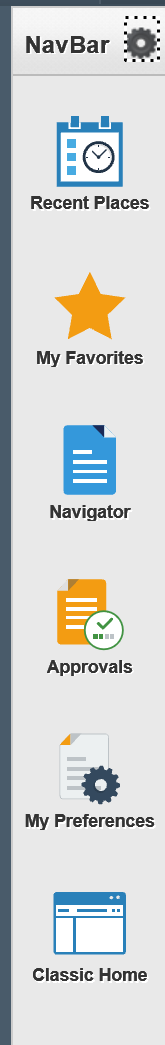 NavBar
Recent Places
My Favorites
Navigator
Approvals
My Preferences
Classic Home